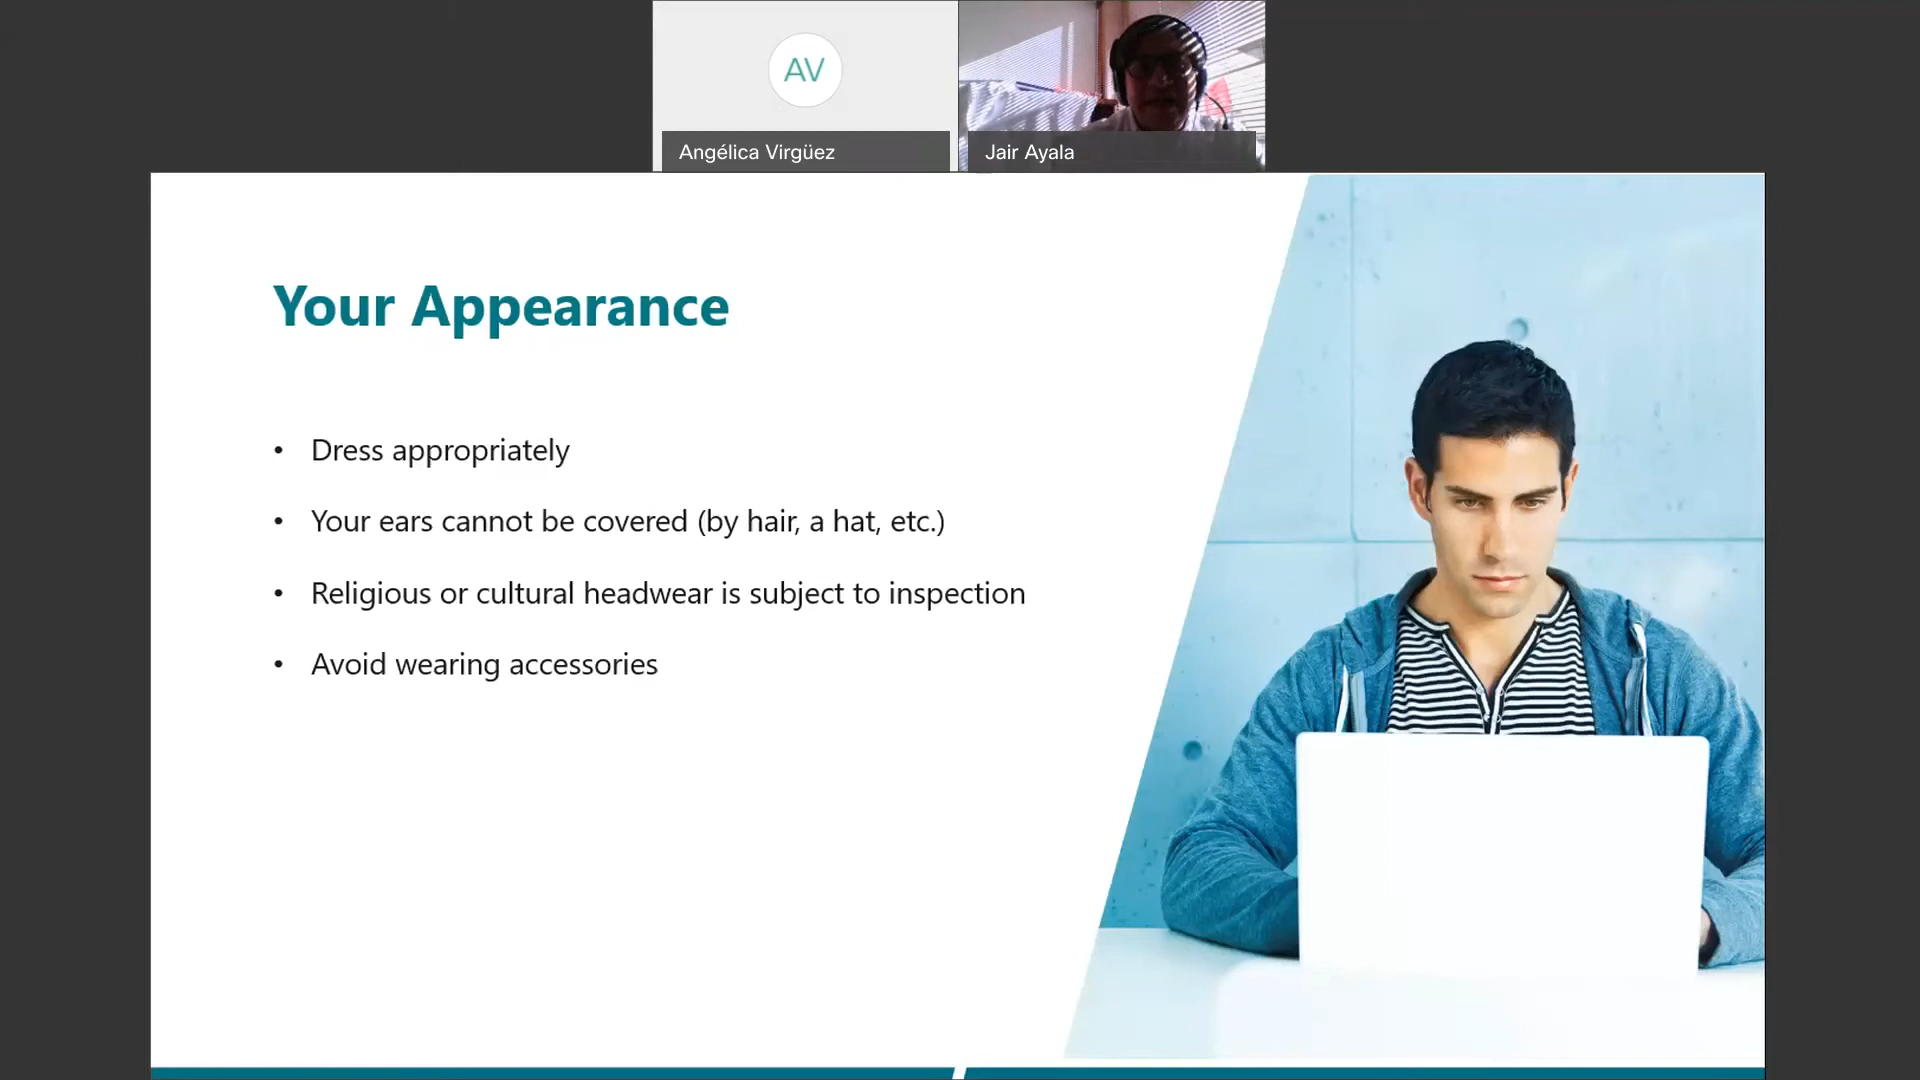 AV
Angélica Virgüez
Jair Ayala
Your Appearance
• Dress appropriately
• Your ears cannot be covered (by hair, a hat, etc.)
• Religious or cultural headwear is subject to inspection
• Avoid wearing accessories